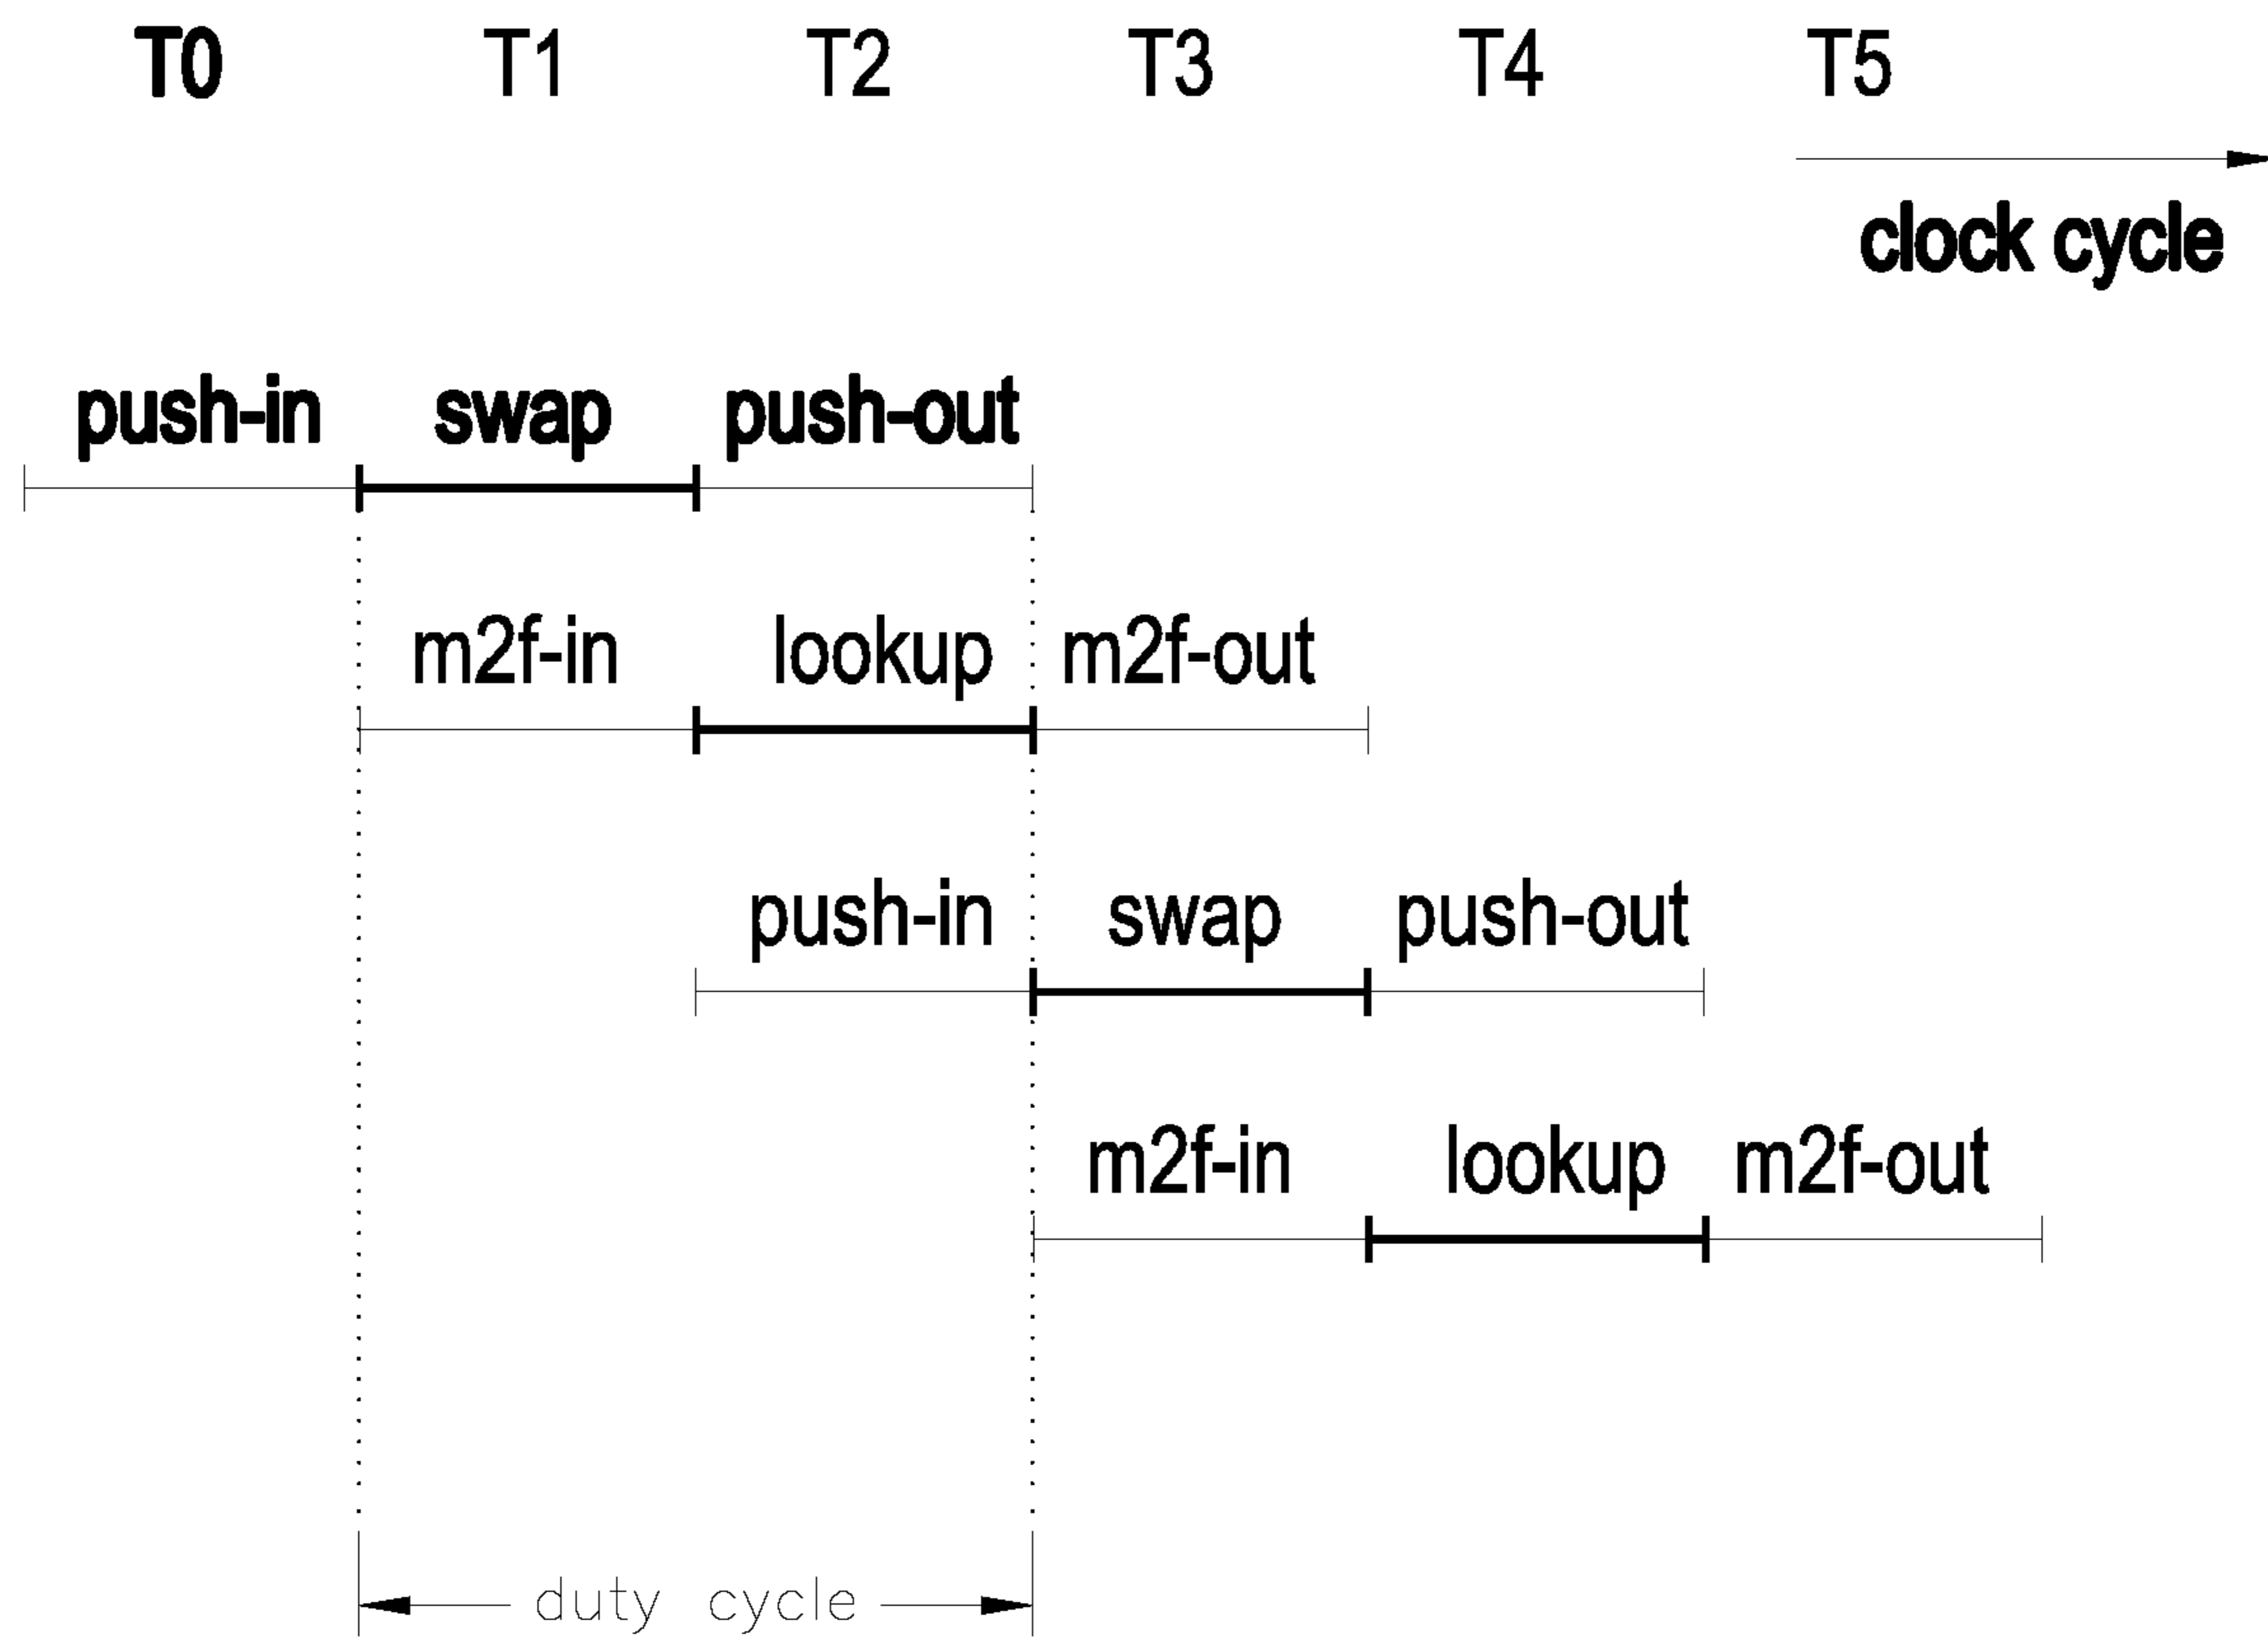 T0 T1 T2 T3 T4 T5
clock cycle
push-in swap push-out
m2f-in lookup m2f-out
push-in swap push-out
m2f-in lookup m2f-out
duty cycle